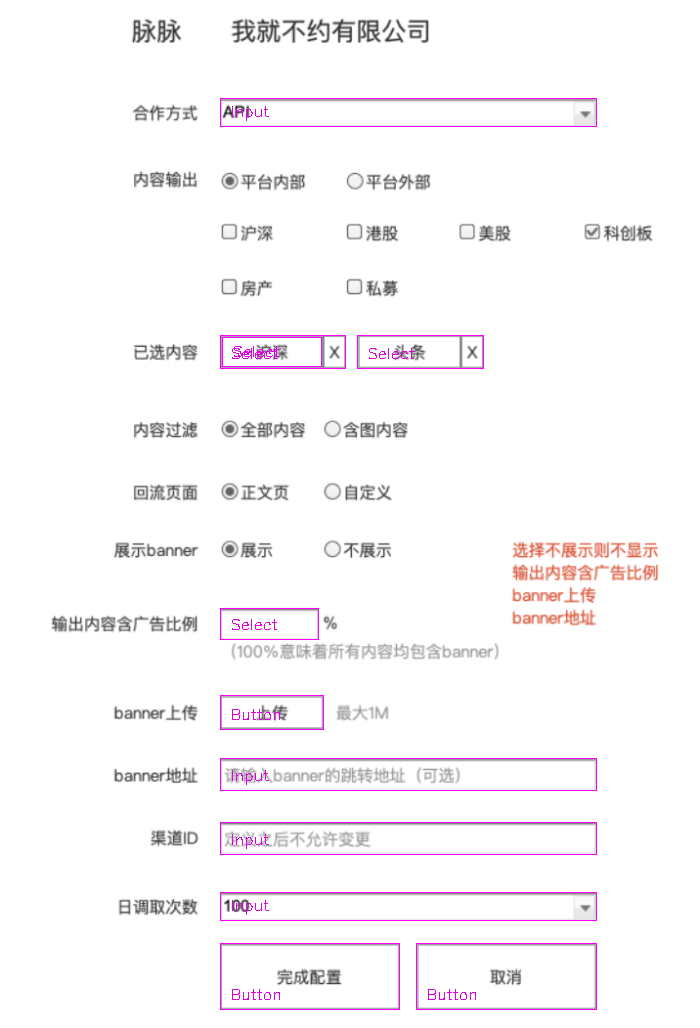 脉脉 我就不约有限公司
合作方式 API Input
内容输出 平台内部 平台外部
沪深 港股 美股 科创板
房产 私募
已选内容 沪深 Select Select X 头条 Select X
内容过滤 全部内容 含图内容
回流页面 正文页 自定义
展示banner 展示 不展示 选择不展示则不显示
输出内容含广告比例
banner上传
banner地址
输出内容含广告比例 Select %
（100%意味着所有内容均包含banner）
banner上传 上传 Button 最大1M
banner地址 请输入banner的跳转地址（可选） Input
渠道ID 定义之后不允许变更 Input
日调取次数 100 Input
完成配置 取消
Button Button